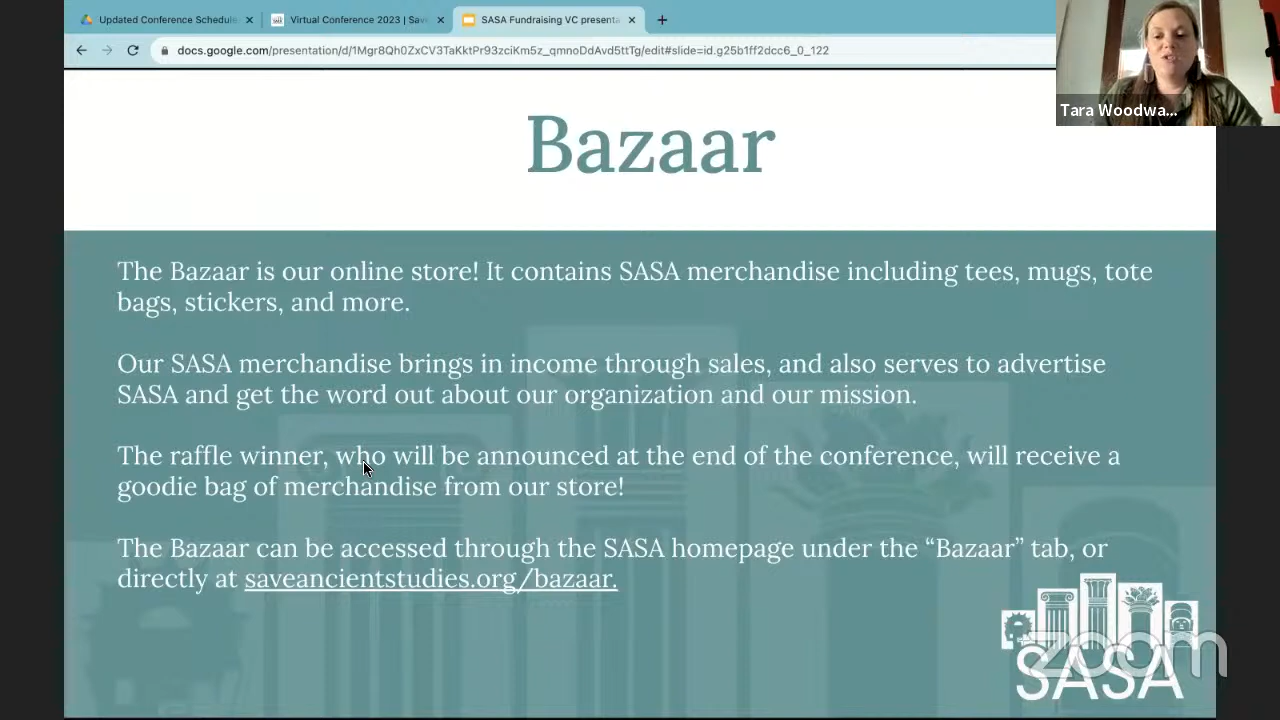 Updated Conference Schedule
Virtual Conference 2023 | Sav
SASA Fundraising VC presenta
docs.google.com/presentation/d/1Mgr8Qh0ZxCV3TaKktPr93zciKm5z_qmnoDdAvd5ttTg/edit#slide=id.g25b1ff2dcc6_0_122
Tara Woodwa...
Bazaar
The Bazaar is our online store! It contains SASA merchandise including tees, mugs, tote
bags, stickers, and more.
Our SASA merchandise brings in income through sales, and also serves to advertise
SASA and get the word out about our organization and our mission.
The raffle winner, who will be announced at the end of the conference, will receive a
goodie bag of merchandise from our store!
The Bazaar can be accessed through the SASA homepage under the “Bazaar” tab, or
directly at saveancientstudies.org/bazaar.
zoom
SASA